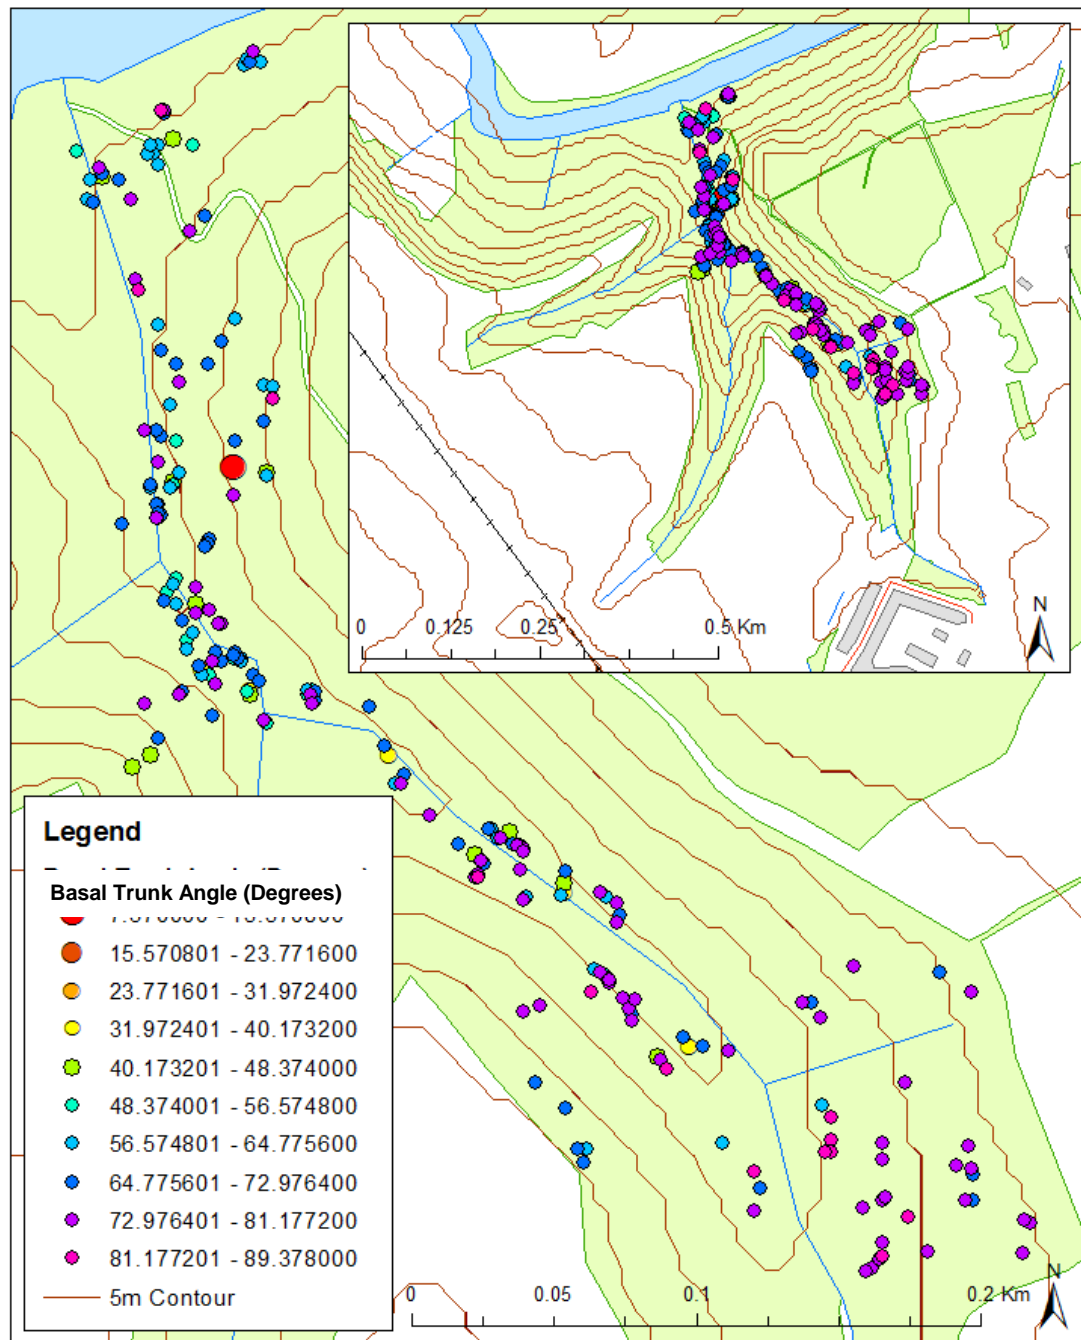 N
0 0.125 0.25 0.5 Km
Legend
Basal Trunk Angle (Degrees)
15.570801 - 23.771600
23.771601 - 31.972400
31.972401 - 40.173200
40.173201 - 48.374000
48.374001 - 56.574800
56.574801 - 64.775600
64.775601 - 72.976400
72.976401 - 81.177200
81.177201 - 89.378000
5m Contour
0 0.05 0.1 0.2 Km
N